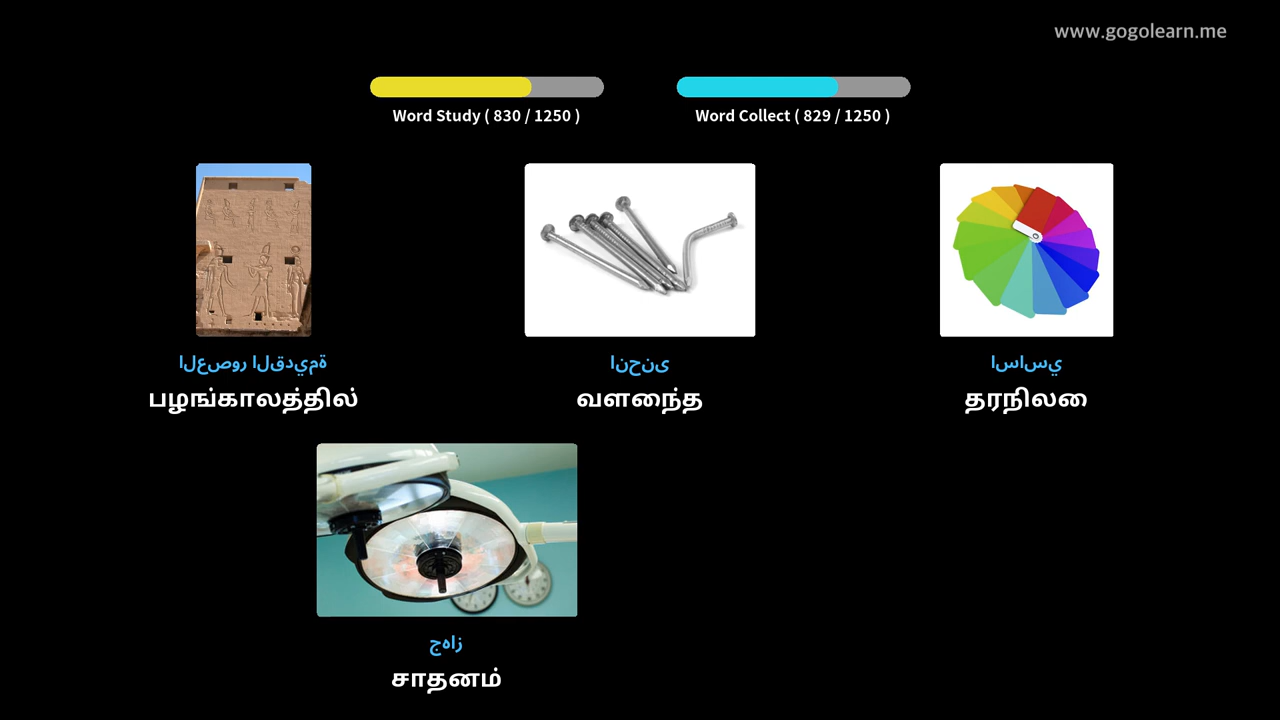 www.gogolearn.me
Word Study ( 830 / 1250 )
Word Collect ( 829 / 1250 )
العصور القديمة
பழங்காலத்தில்
انحنى
வளைந்த
اساسي
தரநிலை
جهاز
சாதனம்